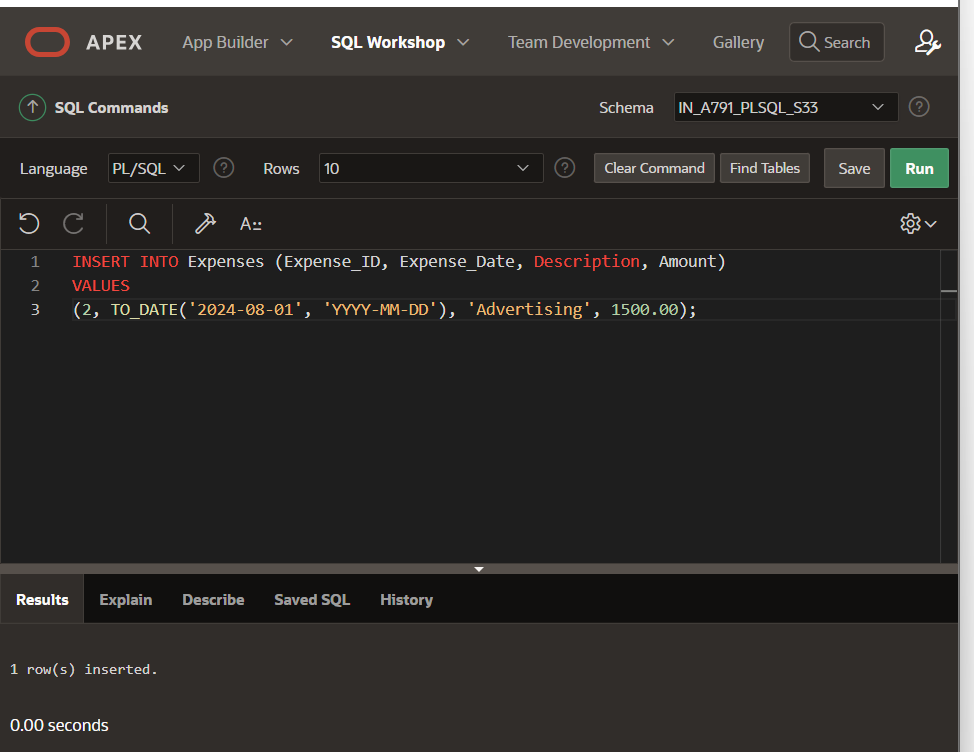 APEX App Builder SQL Workshop Team Development Gallery Search
SQL Commands Schema IN_A791_PLSQL_S33 ?
Language PL/SQL ? Rows 10 ? Clear Command Find Tables Save Run
A::
1 INSERT INTO Expenses (Expense_ID, Expense_Date, Description, Amount)
2 VALUES
3 (2, TO_DATE('2024-08-01', 'YYYY-MM-DD'), 'Advertising', 1500.00);
Results Explain Describe Saved SQL History
1 row(s) inserted.
0.00 seconds